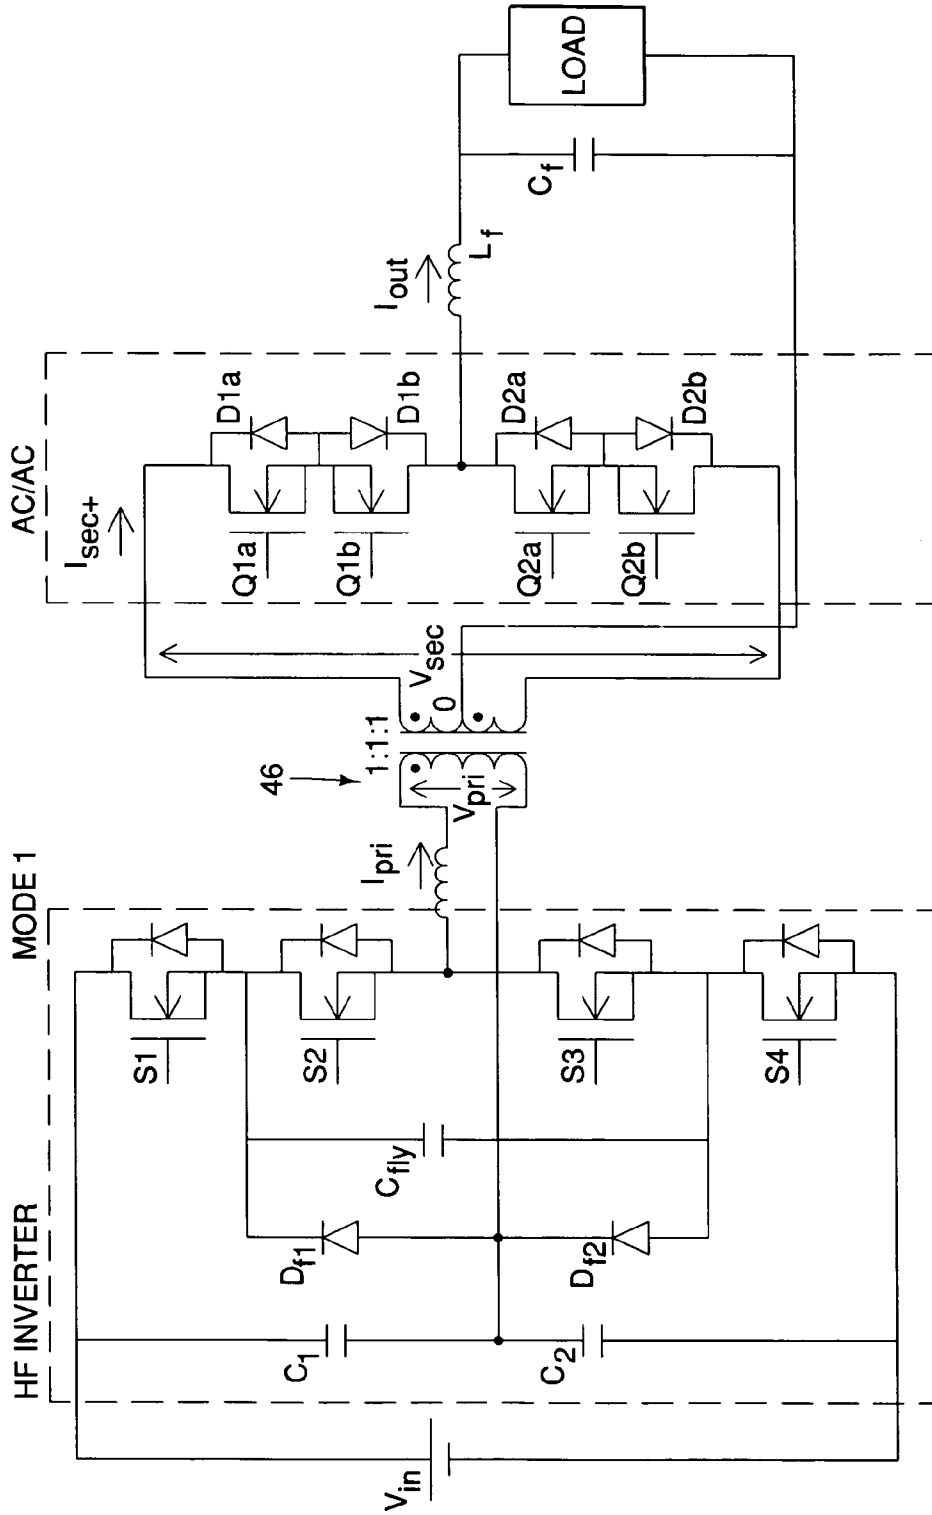 HF INVERTER
MODE 1
AC/AC
V_in
C_1
C_2
D_f1
D_f2
C_fly
S1
S2
S3
S4
I_pri
V_pri
46
1:1:1
0
V_sec
I_sec+
Q1a
Q1b
Q2a
Q2b
D1a
D1b
D2a
D2b
I_out
L_f
C_f
LOAD